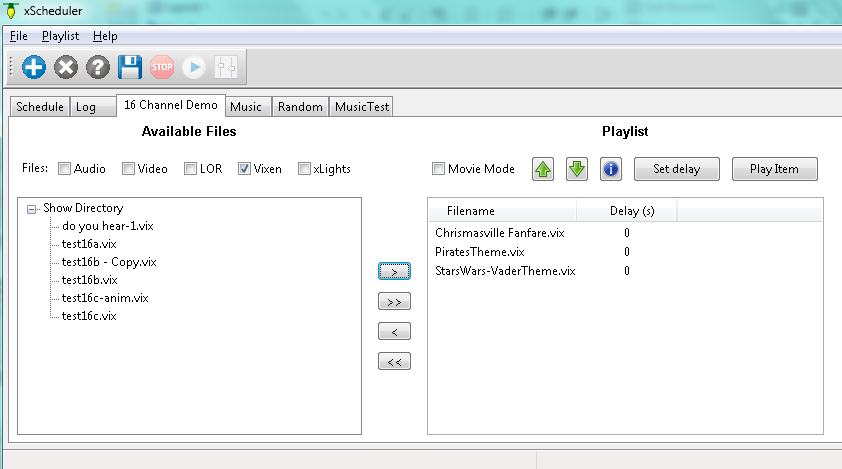 xScheduler
File Playlist Help
? STOP
Schedule Log 16 Channel Demo Music Random MusicTest
Available Files Playlist
Files: Audio Video LOR Vixen xLights Movie Mode i Set delay Play Item
Show Directory
do you hear-1.vix
test16a.vix
test16b - Copy.vix
test16b.vix
test16c-anim.vix
test16c.vix
>
>>
<
<<
Filename Delay (s)
Chrismasville Fanfare.vix 0
PiratesTheme.vix 0
StarsWars-VaderTheme.vix 0